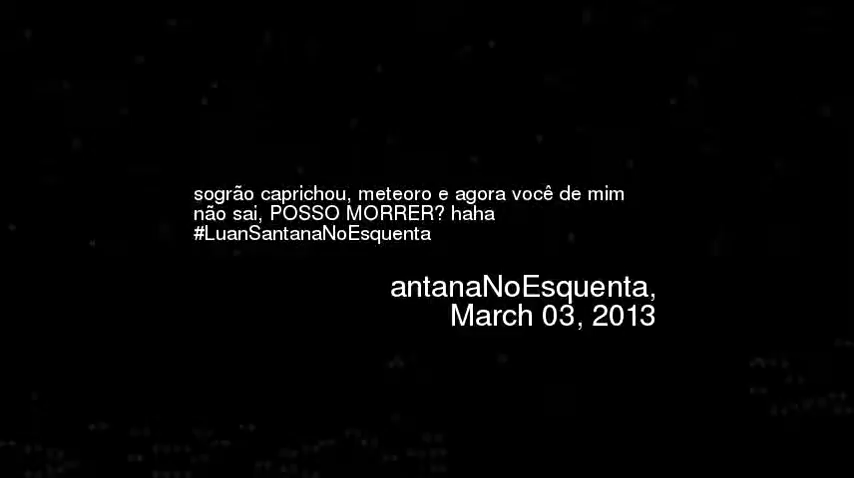 sogrão caprichou, meteoro e agora você de mim
não sai, POSSO MORRER? haha
#LuanSantanaNoEsquenta
antanaNoEsquenta,
March 03, 2013